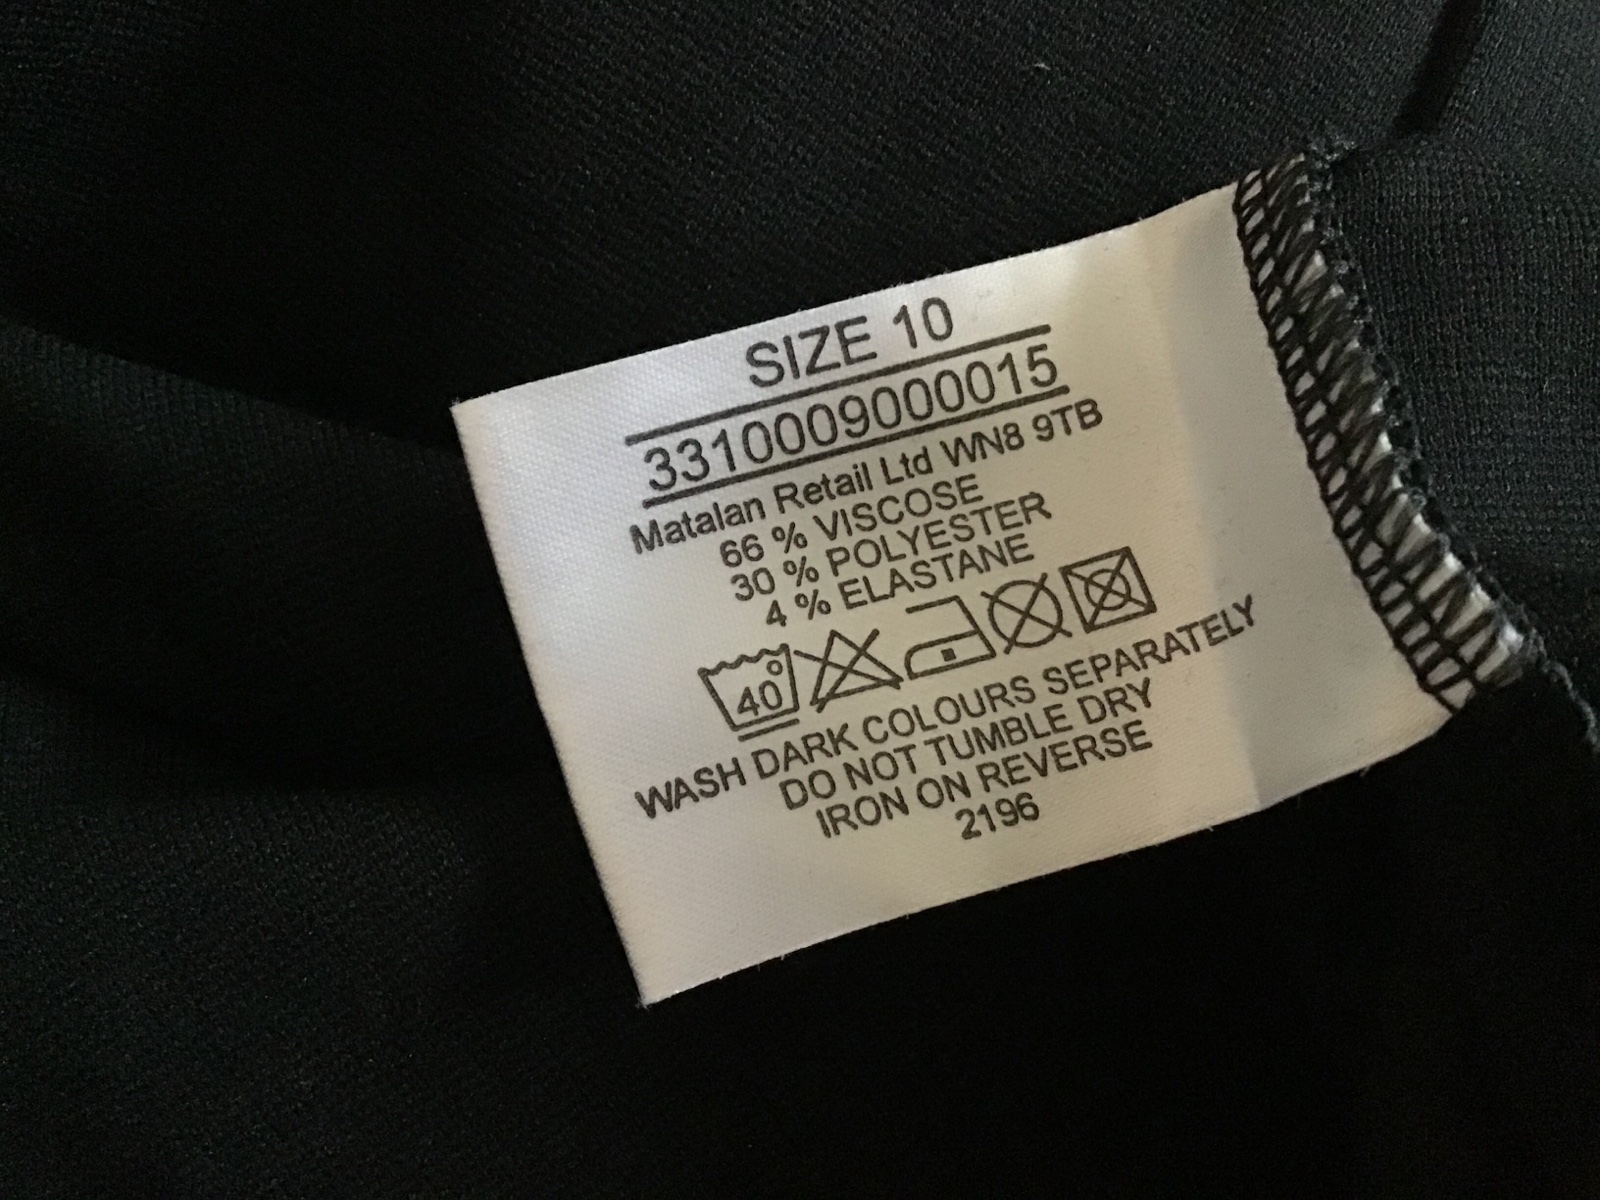 SIZE 10
3310009000015
Matalan Retail Ltd WN8 9TB
66 % VISCOSE
30 % POLYESTER
4 % ELASTANE
40°
WASH DARK COLOURS SEPARATELY
DO NOT TUMBLE DRY
IRON ON REVERSE
2196